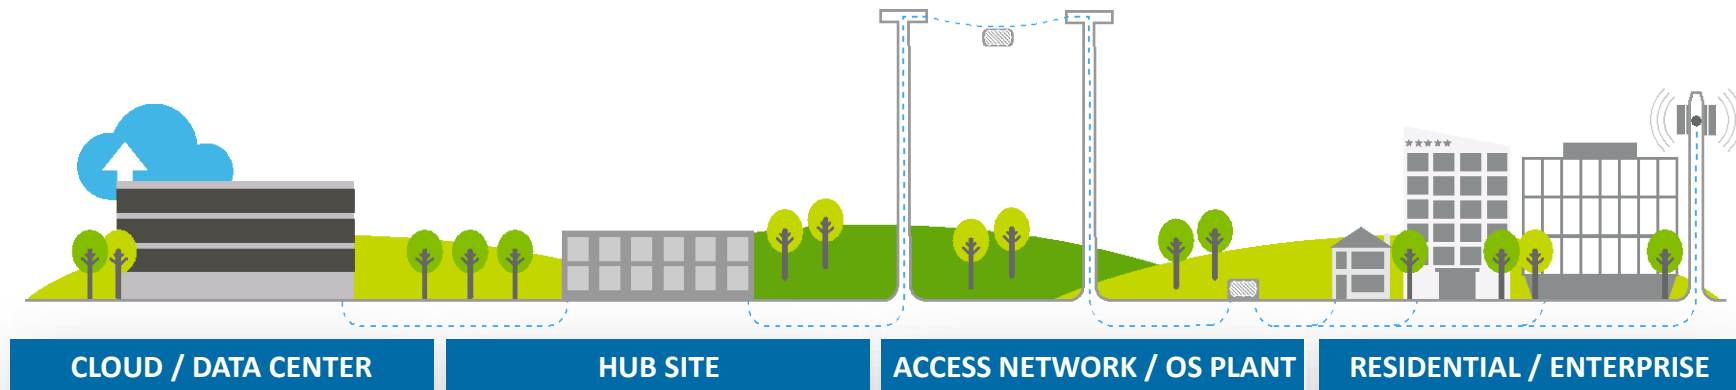 CLOUD / DATA CENTER
HUB SITE
ACCESS NETWORK / OS PLANT
RESIDENTIAL / ENTERPRISE